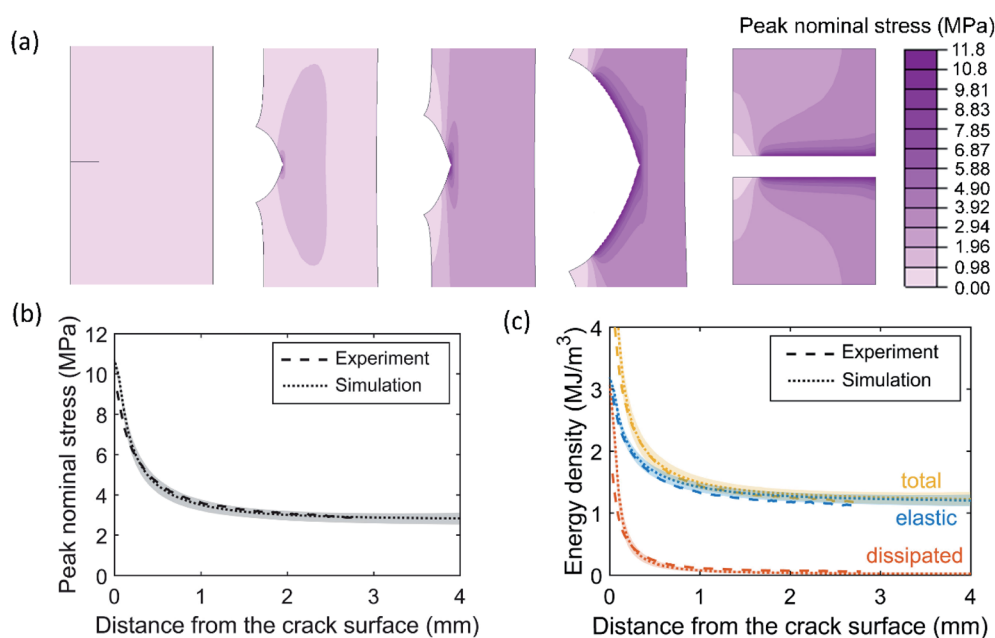 (a)
Peak nominal stress (MPa)
11.8
10.8
9.81
8.83
7.85
6.87
5.88
4.90
3.92
2.94
1.96
0.98
0.00
(b)
Peak nominal stress (MPa)
12
10
8
6
4
2
0
Experiment
Simulation
0 1 2 3 4
Distance from the crack surface (mm)
(c)
Energy density (MJ/m³)
4
3
2
1
0
Experiment
Simulation
total
elastic
dissipated
0 1 2 3 4
Distance from the crack surface (mm)